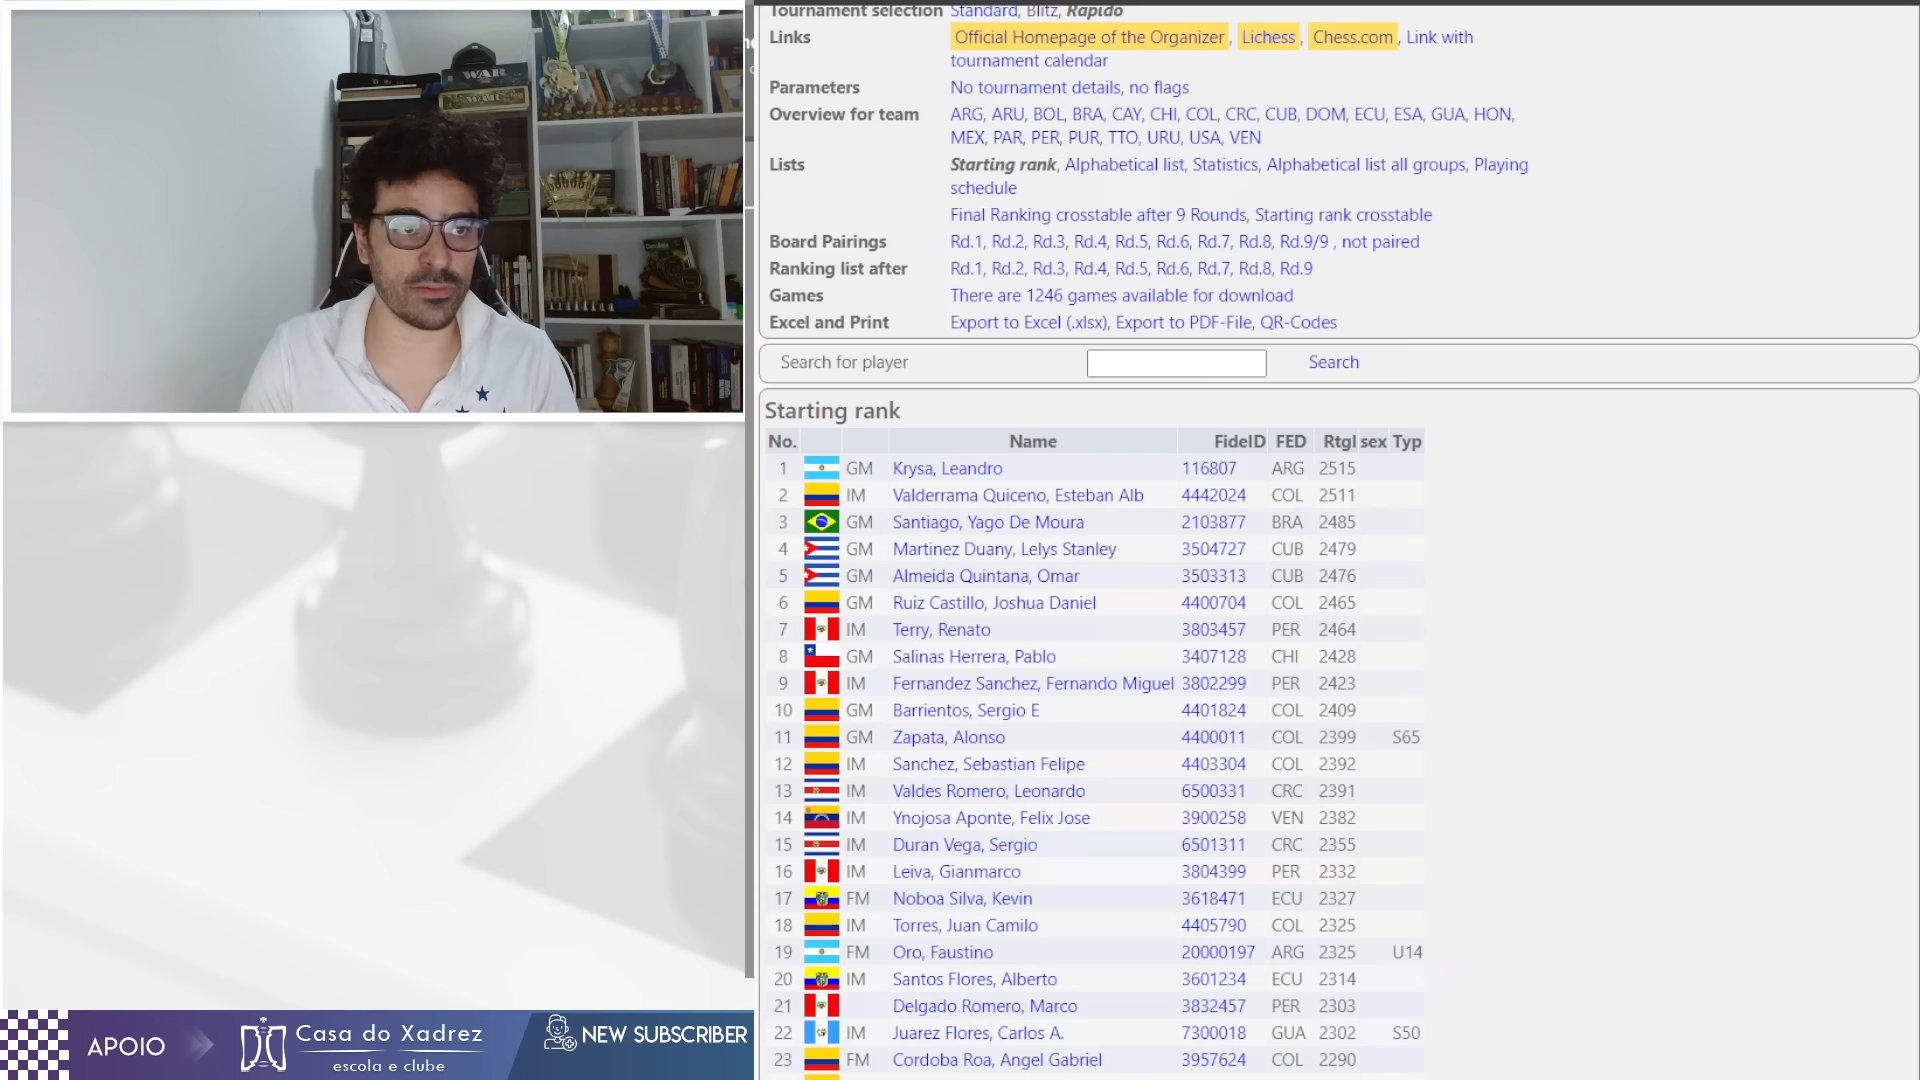 Tournament selection Standard, Blitz, Rapido
Links Official Homepage of the Organizer, Lichess, Chess.com, Link with
tournament calendar
Parameters No tournament details, no flags
Overview for team ARG, ARU, BOL, BRA, CAY, CHI, COL, CRC, CUB, DOM, ECU, ESA, GUA, HON,
MEX, PAR, PER, PUR, TTO, URU, USA, VEN
Lists Starting rank, Alphabetical list, Statistics, Alphabetical list all groups, Playing
schedule
Final Ranking crosstable after 9 Rounds, Starting rank crosstable
Board Pairings Rd.1, Rd.2, Rd.3, Rd.4, Rd.5, Rd.6, Rd.7, Rd.8, Rd.9/9 , not paired
Ranking list after Rd.1, Rd.2, Rd.3, Rd.4, Rd.5, Rd.6, Rd.7, Rd.8, Rd.9
Games There are 1246 games available for download
Excel and Print Export to Excel (.xlsx), Export to PDF-File, QR-Codes
Search for player Search
Starting rank
No. Name FideID FED RtgI sex Typ
1 GM Krysa, Leandro 116807 ARG 2515
2 IM Valderrama Quiceno, Esteban Alb 4442024 COL 2511
3 GM Santiago, Yago De Moura 2103877 BRA 2485
4 GM Martinez Duany, Lelys Stanley 3504727 CUB 2479
5 GM Almeida Quintana, Omar 3503313 CUB 2476
6 GM Ruiz Castillo, Joshua Daniel 4400704 COL 2465
7 IM Terry, Renato 3803457 PER 2464
8 GM Salinas Herrera, Pablo 3407128 CHI 2428
9 IM Fernandez Sanchez, Fernando Miguel 3802299 PER 2423
10 GM Barrientos, Sergio E 4401824 COL 2409
11 GM Zapata, Alonso 4400011 COL 2399 S65
12 IM Sanchez, Sebastian Felipe 4403304 COL 2392
13 IM Valdes Romero, Leonardo 6500331 CRC 2391
14 IM Ynojosa Aponte, Felix Jose 3900258 VEN 2382
15 IM Duran Vega, Sergio 6501311 CRC 2355
16 IM Leiva, Gianmarco 3804399 PER 2332
17 FM Noboa Silva, Kevin 3618471 ECU 2327
18 IM Torres, Juan Camilo 4405790 COL 2325
19 FM Oro, Faustino 20000197 ARG 2325 U14
20 IM Santos Flores, Alberto 3601234 ECU 2314
21 Delgado Romero, Marco 3832457 PER 2303
22 IM Juarez Flores, Carlos A. 7300018 GUA 2302 S50
23 FM Cordoba Roa, Angel Gabriel 3957624 COL 2290
WAR
APOIO
Casa do Xadrez
escola e clube
NEW SUBSCRIBER